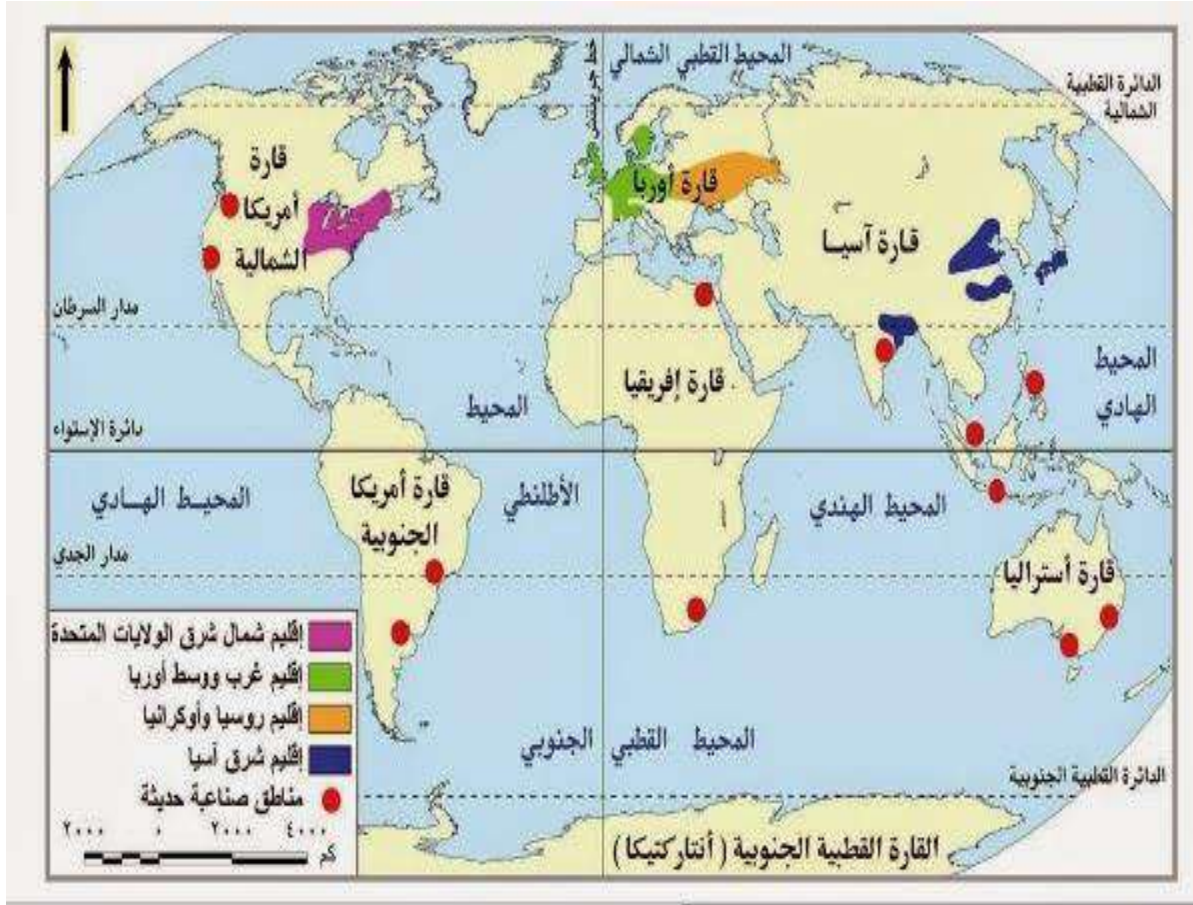 المحيط القطبي الشمالي
خط جرينتش
الدائرة القطبية
الشمالية
قارة
أمريكا
الشمالية
قارة أوربا
قارة آسيا
مدار السرطان
المحيط
الهادي
قارة إفريقيا
المحيط
دائرة الإستواء
قارة أمريكا
الجنوبية
الأطلنطي
المحيط الهندي
المحيط الهادي
مدار الجدي
قارة أستراليا
إقليم شمال شرق الولايات المتحدة
إقليم غرب ووسط أوربا
إقليم روسيا وأوكرانيا
إقليم شرق آسيا
مناطق صناعية حديثة
٢٠٠٠ ٠ ٢٠٠٠ ٤٠٠٠
كم
المحيط القطبي الجنوبي
الدائرة القطبية الجنوبية
القارة القطبية الجنوبية ( أنتاركتيكا )